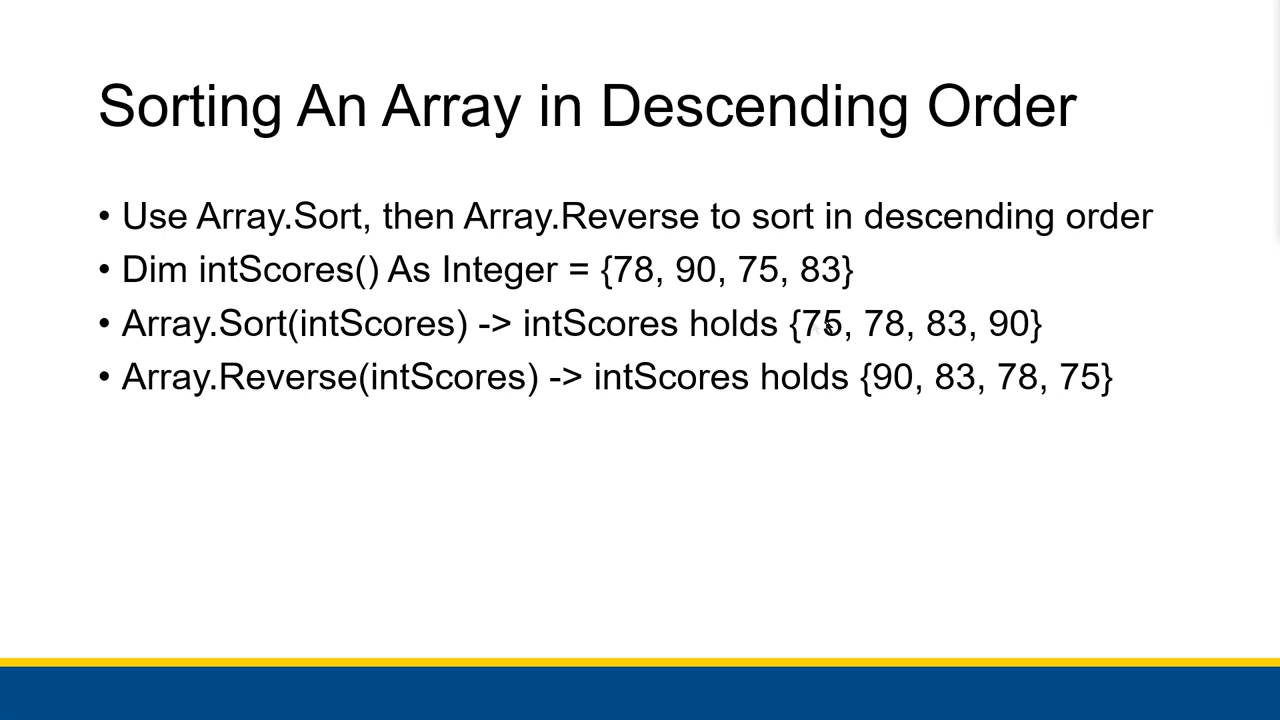 Sorting An Array in Descending Order
• Use Array.Sort, then Array.Reverse to sort in descending order
• Dim intScores() As Integer = {78, 90, 75, 83}
• Array.Sort(intScores) -> intScores holds {75, 78, 83, 90}
• Array.Reverse(intScores) -> intScores holds {90, 83, 78, 75}